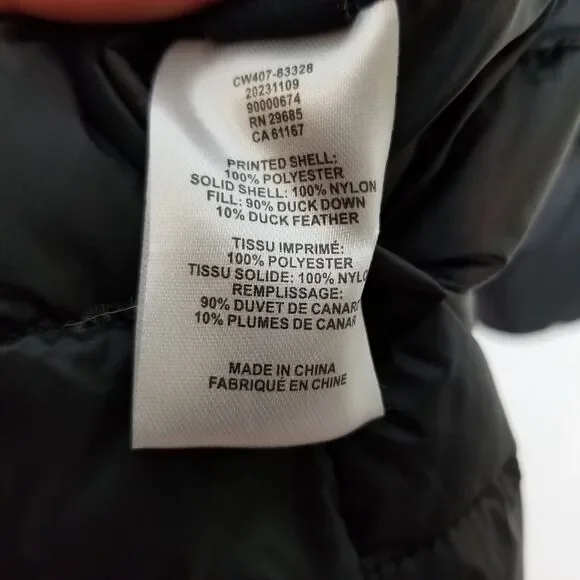 CW407-83328
20231109
90000674
RN 29685
CA 61167
PRINTED SHELL:
100% POLYESTER
SOLID SHELL: 100% NYLON
FILL: 90% DUCK DOWN
10% DUCK FEATHER
TISSU IMPRIMÉ:
100% POLYESTER
TISSU SOLIDE: 100% NYLO
REMPLISSAGE:
90% DUVET DE CANARD
10% PLUMES DE CANAR
MADE IN CHINA
FABRIQUÉ EN CHINE